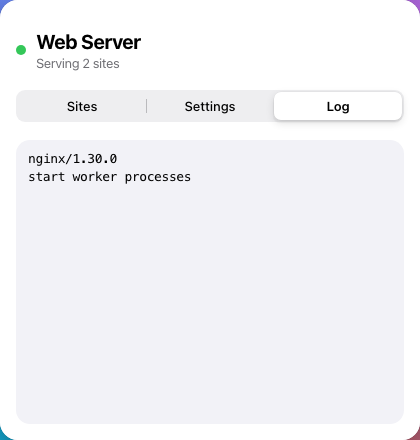 Web Server
Serving 2 sites
Sites
Settings
Log
nginx/1.30.0
start worker processes